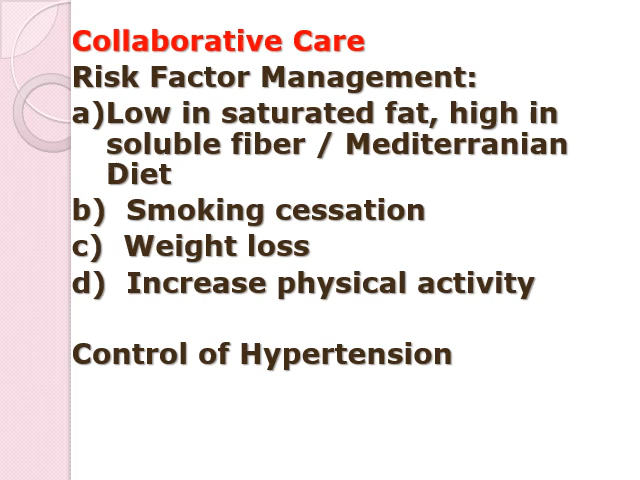 Collaborative Care
Risk Factor Management:
a)Low in saturated fat, high in
soluble fiber / Mediterranian
Diet
b) Smoking cessation
c) Weight loss
d) Increase physical activity
Control of Hypertension